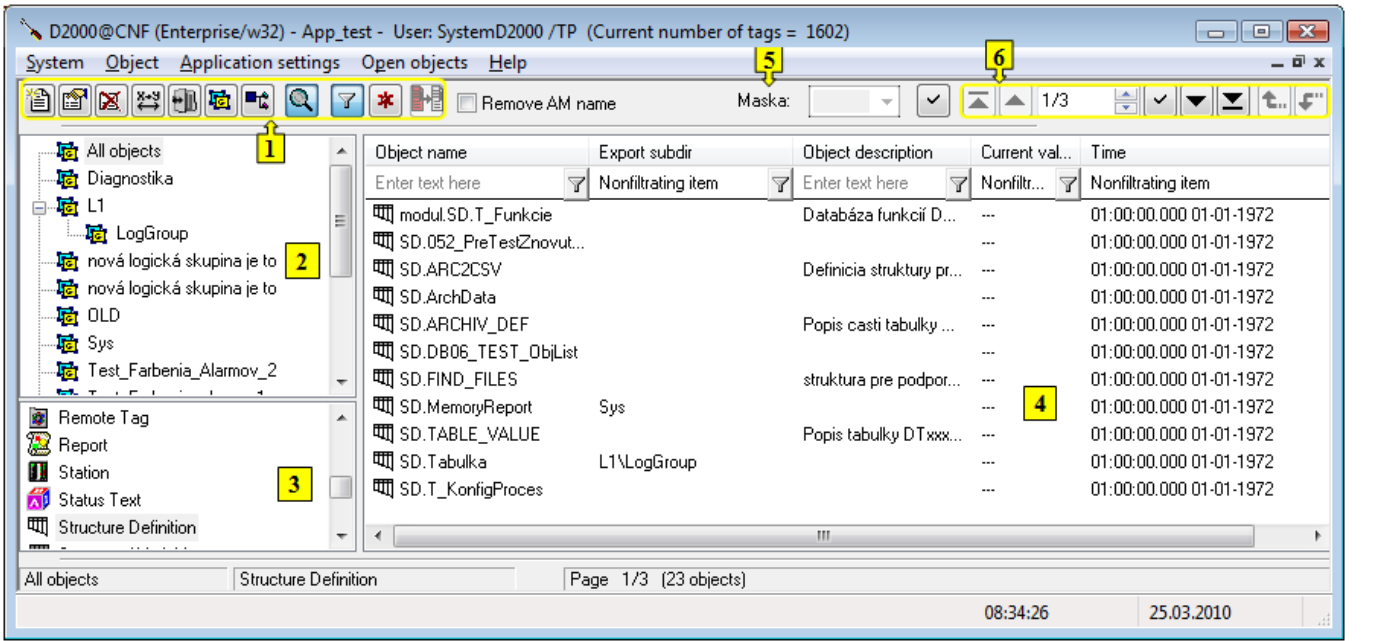 D2000@CNF (Enterprise/w32) - App_test - User: SystemD2000 /TP (Current number of tags = 1602)
System Object Application settings Open objects Help
5
6
Remove AM name
Maska:
1/3
1
All objects
Diagnostika
L1
LogGroup
nová logická skupina je to
2
nová logická skupina je to
OLD
Sys
Test_Farbenia_Alarmov_2
Remote Tag
Report
Station
3
Status Text
Structure Definition
Object name Export subdir Object description Current val... Time
Enter text here Nonfiltrating item Enter text here Nonfiltr... Nonfiltrating item
modul.SD.T_Funkcie Databáza funkcií D... --- 01:00:00.000 01-01-1972
SD.052_PreTestZnovut... --- 01:00:00.000 01-01-1972
SD.ARC2CSV Definicia struktury pr... --- 01:00:00.000 01-01-1972
SD.ArchData --- 01:00:00.000 01-01-1972
SD.ARCHIV_DEF Popis casti tabulky ... --- 01:00:00.000 01-01-1972
SD.DB06_TEST_ObjList --- 01:00:00.000 01-01-1972
SD.FIND_FILES struktura pre podpor... --- 01:00:00.000 01-01-1972
SD.MemoryReport Sys --- 4 01:00:00.000 01-01-1972
SD.TABLE_VALUE Popis tabulky DTxxx... --- 01:00:00.000 01-01-1972
SD.Tabulka L1\LogGroup --- 01:00:00.000 01-01-1972
SD.T_KonfigProces --- 01:00:00.000 01-01-1972
All objects Structure Definition Page 1/3 (23 objects)
08:34:26 25.03.2010